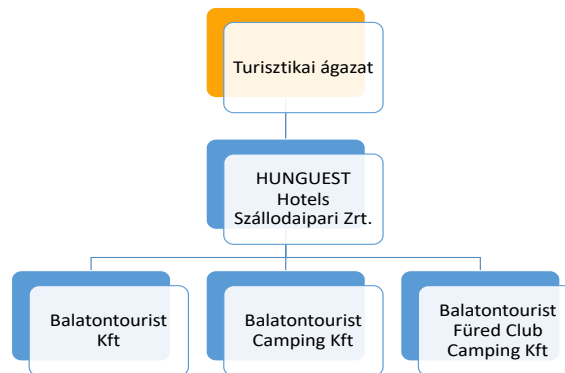 Turisztikai ágazat
HUNGUEST
Hotels
Szállodaipari Zrt.
Balatontourist
Kft
Balatontourist
Camping Kft
Balatontourist
Füred Club
Camping Kft